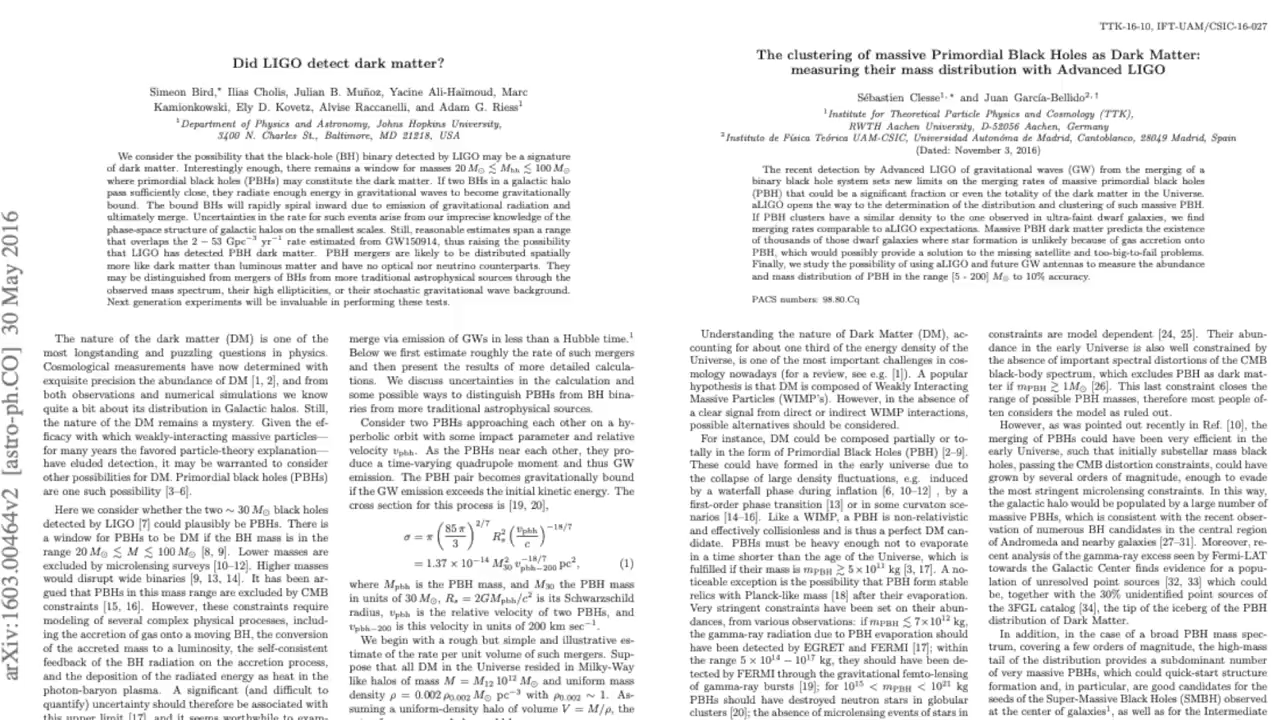 arXiv:1603.00464v2 [astro-ph.CO] 30 May 2016
Did LIGO detect dark matter?
Simeon Bird,* Ilias Cholis, Julian B. Muñoz, Yacine Ali-Haïmoud, Marc
Kamionkowski, Ely D. Kovetz, Alvise Raccanelli, and Adam G. Riess¹
¹Department of Physics and Astronomy, Johns Hopkins University,
3400 N. Charles St., Baltimore, MD 21218, USA
We consider the possibility that the black-hole (BH) binary detected by LIGO may be a signature
of dark matter. Interestingly enough, there remains a window for masses 20 M⊙ ≲ Mbh ≲ 100 M⊙
where primordial black holes (PBHs) may constitute the dark matter. If two BHs in a galactic halo
pass sufficiently close, they radiate enough energy in gravitational waves to become gravitationally
bound. The bound BHs will rapidly spiral inward due to emission of gravitational radiation and
ultimately merge. Uncertainties in the rate for such events arise from our imprecise knowledge of the
phase-space structure of galactic halos on the smallest scales. Still, reasonable estimates span a range
that overlaps the 2 − 53 Gpc⁻³ yr⁻¹ rate estimated from GW150914, thus raising the possibility
that LIGO has detected PBH dark matter. PBH mergers are likely to be distributed spatially
more like dark matter than luminous matter and have no optical nor neutrino counterparts. They
may be distinguished from mergers of BHs from more traditional astrophysical sources through the
observed mass spectrum, their high ellipticities, or their stochastic gravitational wave background.
Next generation experiments will be invaluable in performing these tests.
The nature of the dark matter (DM) is one of the
most longstanding and puzzling questions in physics.
Cosmological measurements have now determined with
exquisite precision the abundance of DM [1, 2], and from
both observations and numerical simulations we know
quite a bit about its distribution in Galactic halos. Still,
the nature of the DM remains a mystery. Given the ef-
ficacy with which weakly-interacting massive particles—
for many years the favored particle-theory explanation—
have eluded detection, it may be warranted to consider
other possibilities for DM. Primordial black holes (PBHs)
are one such possibility [3–6].
Here we consider whether the two ∼ 30 M⊙ black holes
detected by LIGO [7] could plausibly be PBHs. There is
a window for PBHs to be DM if the BH mass is in the
range 20 M⊙ ≲ M ≲ 100 M⊙ [8, 9]. Lower masses are
excluded by microlensing surveys [10–12]. Higher masses
would disrupt wide binaries [9, 13, 14]. It has been ar-
gued that PBHs in this mass range are excluded by CMB
constraints [15, 16]. However, these constraints require
modeling of several complex physical processes, includ-
ing the accretion of gas onto a moving BH, the conversion
of the accreted mass to a luminosity, the self-consistent
feedback of the BH radiation on the accretion process,
and the deposition of the radiated energy as heat in the
photon-baryon plasma. A significant (and difficult to
quantify) uncertainty should therefore be associated with
this upper limit [17], and it seems worthwhile to exam-
merge via emission of GWs in less than a Hubble time.¹
Below we first estimate roughly the rate of such mergers
and then present the results of more detailed calcula-
tions. We discuss uncertainties in the calculation and
some possible ways to distinguish PBHs from BH bina-
ries from more traditional astrophysical sources.
Consider two PBHs approaching each other on a hy-
perbolic orbit with some impact parameter and relative
velocity vpbh. As the PBHs near each other, they pro-
duce a time-varying quadrupole moment and thus GW
emission. The PBH pair becomes gravitationally bound
if the GW emission exceeds the initial kinetic energy. The
cross section for this process is [19, 20],
σ = π (85 π / 3)^2/7 Rs² (vpbh / c)^−18/7
= 1.37 × 10⁻¹⁴ M₃₀² vpbh−200^−18/7 pc², (1)
where Mpbh is the PBH mass, and M₃₀ the PBH mass
in units of 30 M⊙, Rs = 2GMpbh/c² is its Schwarzschild
radius, vpbh is the relative velocity of two PBHs, and
vpbh−200 is this velocity in units of 200 km sec⁻¹.
We begin with a rough but simple and illustrative es-
timate of the rate per unit volume of such mergers. Sup-
pose that all DM in the Universe resided in Milky-Way
like halos of mass M = M₁₂ 10¹² M⊙ and uniform mass
density ρ = 0.002 ρ0.002 M⊙ pc⁻³ with ρ0.002 ∼ 1. As-
suming a uniform-density halo of volume V = M/ρ, the
TTK-16-10, IFT-UAM/CSIC-16-027
The clustering of massive Primordial Black Holes as Dark Matter:
measuring their mass distribution with Advanced LIGO
Sébastien Clesse¹,* and Juan García-Bellido²,†
¹Institute for Theoretical Particle Physics and Cosmology (TTK),
RWTH Aachen University, D-52056 Aachen, Germany
²Instituto de Física Teórica UAM-CSIC, Universidad Autónoma de Madrid, Cantoblanco, 28049 Madrid, Spain
(Dated: November 3, 2016)
The recent detection by Advanced LIGO of gravitational waves (GW) from the merging of a
binary black hole system sets new limits on the merging rates of massive primordial black holes
(PBH) that could be a significant fraction or even the totality of the dark matter in the Universe.
aLIGO opens the way to the determination of the distribution and clustering of such massive PBH.
If PBH clusters have a similar density to the one observed in ultra-faint dwarf galaxies, we find
merging rates comparable to aLIGO expectations. Massive PBH dark matter predicts the existence
of thousands of those dwarf galaxies where star formation is unlikely because of gas accretion onto
PBH, which would possibly provide a solution to the missing satellite and too-big-to-fail problems.
Finally, we study the possibility of using aLIGO and future GW antennas to measure the abundance
and mass distribution of PBH in the range [5 - 200] M⊙ to 10% accuracy.
PACS numbers: 98.80.Cq
Understanding the nature of Dark Matter (DM), ac-
counting for about one third of the energy density of the
Universe, is one of the most important challenges in cos-
mology nowadays (for a review, see e.g. [1]). A popular
hypothesis is that DM is composed of Weakly Interacting
Massive Particles (WIMP's). However, in the absence of
a clear signal from direct or indirect WIMP interactions,
possible alternatives should be considered.
For instance, DM could be composed partially or to-
tally in the form of Primordial Black Holes (PBH) [2–9].
These could have formed in the early universe due to
the collapse of large density fluctuations, e.g. induced
by a waterfall phase during inflation [6, 10–12] , by a
first-order phase transition [13] or in some curvaton sce-
narios [14–16]. Like a WIMP, a PBH is non-relativistic
and effectively collisionless and is thus a perfect DM can-
didate. PBHs must be heavy enough not to evaporate
in a time shorter than the age of the Universe, which is
fulfilled if their mass is mPBH ≳ 5×10¹¹ kg [3, 17]. A no-
ticeable exception is the possibility that PBH form stable
relics with Planck-like mass [18] after their evaporation.
Very stringent constraints have been set on their abun-
dances, from various observations: if mPBH ≲ 7×10¹² kg,
the gamma-ray radiation due to PBH evaporation should
have been detected by EGRET and FERMI [17]; within
the range 5 × 10¹⁴ − 10¹⁷ kg, they should have been de-
tected by FERMI through the gravitational femto-lensing
of gamma-ray bursts [19]; for 10¹⁵ < mPBH < 10²¹ kg
PBHs should have destroyed neutron stars in globular
clusters [20]; the absence of microlensing events of stars in
constraints are model dependent [24, 25]. Their abun-
dance in the early Universe is also well constrained by
the absence of important spectral distortions of the CMB
black-body spectrum, which excludes PBH as dark mat-
ter if mPBH ≳ 1M⊙ [26]. This last constraint closes the
range of possible PBH masses, therefore most people of-
ten considers the model as ruled out.
However, as was pointed out recently in Ref. [10], the
merging of PBHs could have been very efficient in the
early Universe, such that initially substellar mass black
holes, passing the CMB distortion constraints, could have
grown by several orders of magnitude, enough to evade
the most stringent microlensing constraints. In this way,
the galactic halo would be populated by a large number of
massive PBHs, which is consistent with the recent obser-
vation of numerous BH candidates in the central region
of Andromeda and nearby galaxies [27–31]. Moreover, re-
cent analysis of the gamma-ray excess seen by Fermi-LAT
towards the Galactic Center finds evidence for a popula-
tion of unresolved point sources [32, 33] which could
be, together with the 30% unidentified point sources of
the 3FGL catalog [34], the tip of the iceberg of the PBH
distribution of Dark Matter.
In addition, in the case of a broad PBH mass spec-
trum, covering a few orders of magnitude, the high-mass
tail of the distribution provides a subdominant number
of very massive PBHs, which could quick-start structure
formation and, in particular, are good candidates for the
seeds of the Super-Massive Black Holes (SMBH) observed
at the center of galaxies¹, as well as for the Intermediate